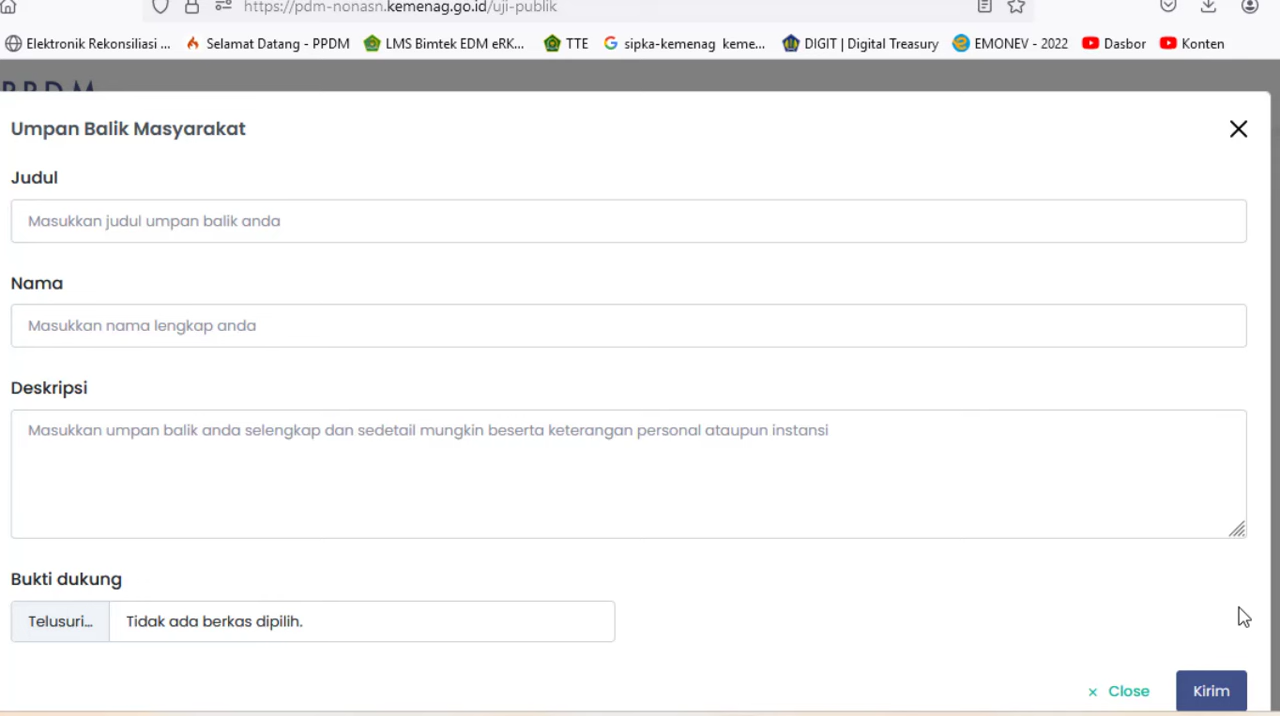 https://pdm-nonasn.kemenag.go.id/uji-publik
Elektronik Rekonsiliasi ... Selamat Datang - PPDM LMS Bimtek EDM eRK... TTE sipka-kemenag keme... DIGIT | Digital Treasury EMONEV - 2022 Dasbor Konten
Umpan Balik Masyarakat
Judul
Masukkan judul umpan balik anda
Nama
Masukkan nama lengkap anda
Deskripsi
Masukkan umpan balik anda selengkap dan sedetail mungkin beserta keterangan personal ataupun instansi
Bukti dukung
Telusuri... Tidak ada berkas dipilih.
× Close Kirim